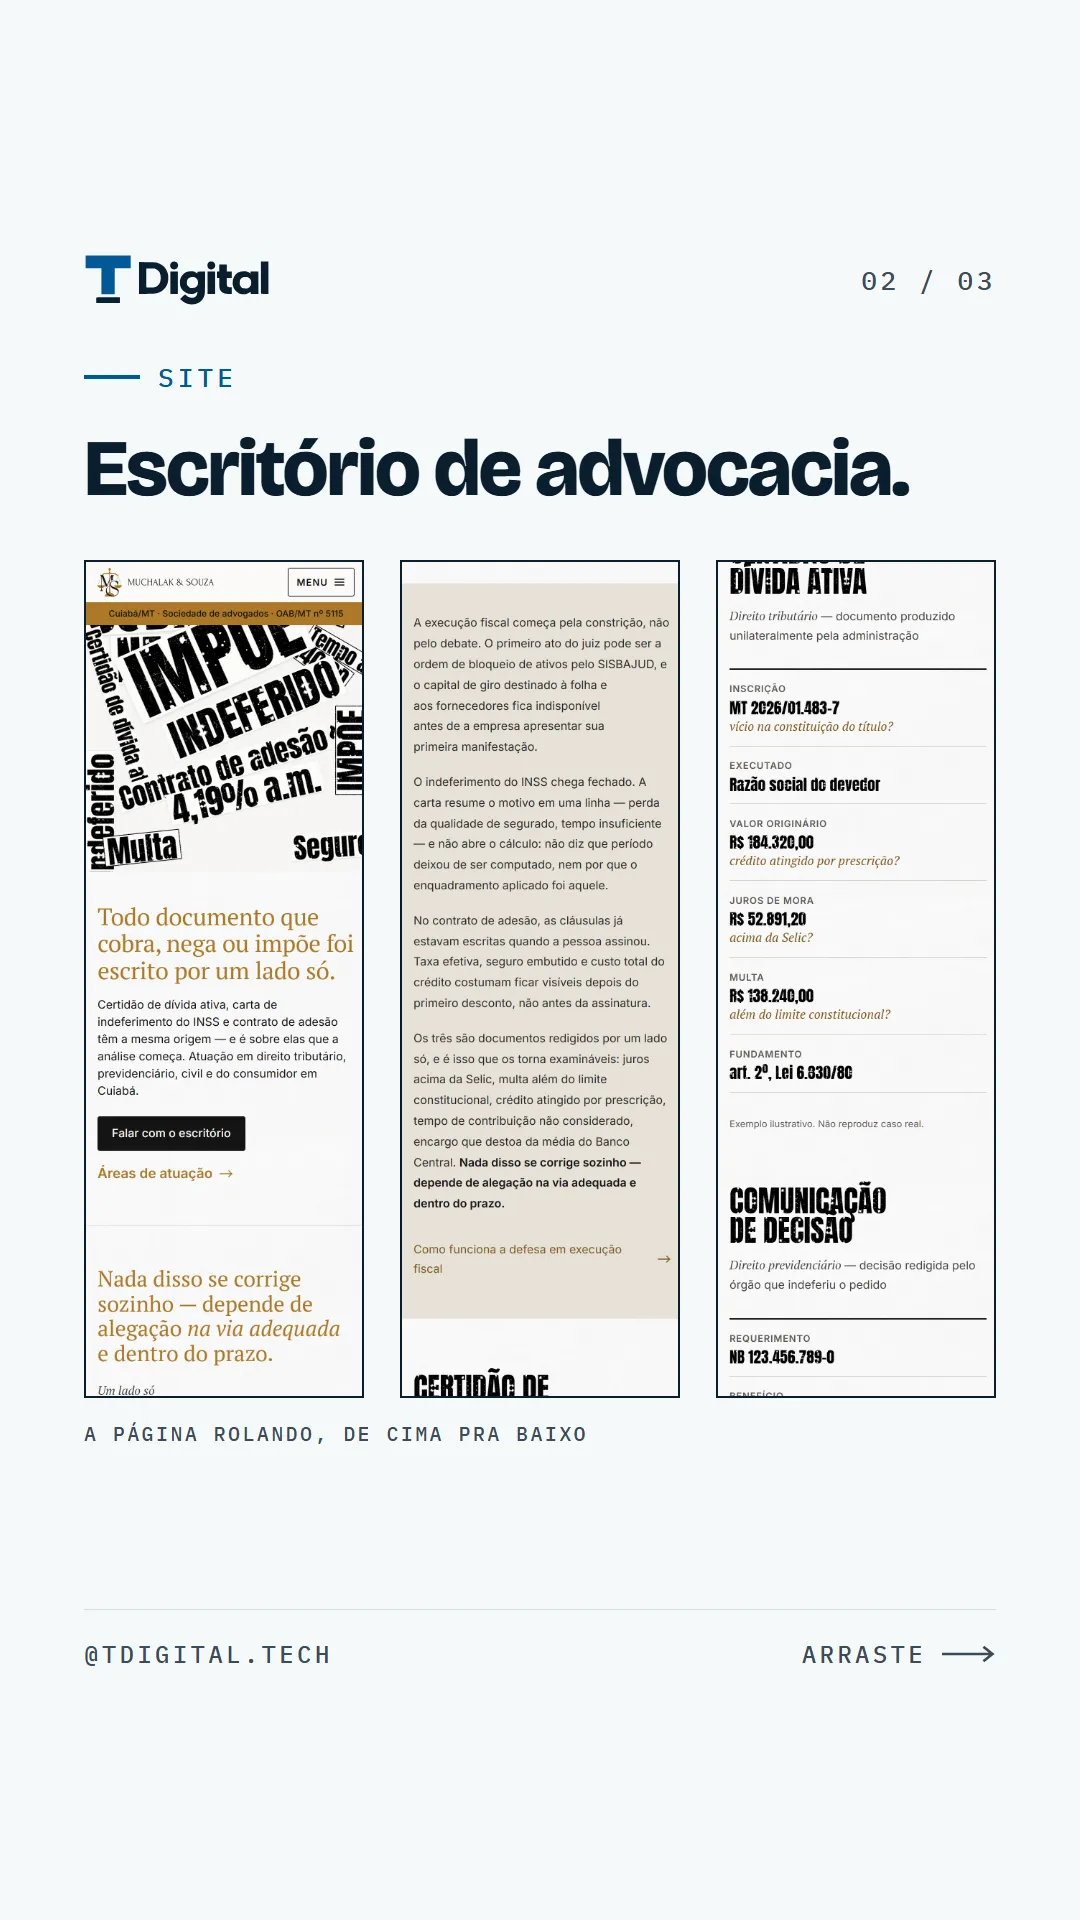 T Digital
02 / 03
SITE
Escritório de advocacia.
MS MUCHALAK & SOUZA
MENU
Cuiabá/MT · Sociedade de advogados · OAB/MT nº 5115
IMPÕE
Tempo
INDEFERIDO
Certidão de dívida
Contrato de adesão
IMPÕE
4,19% a.m.
ndeferido
Multa
Segur
Todo documento que
cobra, nega ou impõe foi
escrito por um lado só.
Certidão de dívida ativa, carta de
indeferimento do INSS e contrato de adesão
têm a mesma origem — e é sobre elas que a
análise começa. Atuação em direito tributário,
previdenciário, civil e do consumidor em
Cuiabá.
Falar com o escritório
Áreas de atuação →
Nada disso se corrige
sozinho — depende de
alegação na via adequada
e dentro do prazo.
Um lado só
A execução fiscal começa pela constrição, não
pelo debate. O primeiro ato do juiz pode ser a
ordem de bloqueio de ativos pelo SISBAJUD, e
o capital de giro destinado à folha e
aos fornecedores fica indisponível
antes de a empresa apresentar sua
primeira manifestação.
O indeferimento do INSS chega fechado. A
carta resume o motivo em uma linha — perda
da qualidade de segurado, tempo insuficiente
— e não abre o cálculo: não diz que período
deixou de ser computado, nem por que o
enquadramento aplicado foi aquele.
No contrato de adesão, as cláusulas já
estavam escritas quando a pessoa assinou.
Taxa efetiva, seguro embutido e custo total do
crédito costumam ficar visíveis depois do
primeiro desconto, não antes da assinatura.
Os três são documentos redigidos por um lado
só, e é isso que os torna examináveis: juros
acima da Selic, multa além do limite
constitucional, crédito atingido por prescrição,
tempo de contribuição não considerado,
encargo que destoa da média do Banco
Central. Nada disso se corrige sozinho —
depende de alegação na via adequada e
dentro do prazo.
Como funciona a defesa em execução
fiscal →
CERTIDÃO DE
DÍVIDA ATIVA
Direito tributário — documento produzido
unilateralmente pela administração
INSCRIÇÃO
MT 2026/01.483-7
vício na constituição do título?
EXECUTADO
Razão social do devedor
VALOR ORIGINÁRIO
R$ 184.320,00
crédito atingido por prescrição?
JUROS DE MORA
R$ 52.891,20
acima da Selic?
MULTA
R$ 138.240,00
além do limite constitucional?
FUNDAMENTO
art. 2º, Lei 6.830/80
Exemplo ilustrativo. Não reproduz caso real.
COMUNICAÇÃO
DE DECISÃO
Direito previdenciário — decisão redigida pelo
órgão que indeferiu o pedido
REQUERIMENTO
NB 123.456.789-0
BENEFÍCIO
A PÁGINA ROLANDO, DE CIMA PRA BAIXO
@TDIGITAL.TECH
ARRASTE →